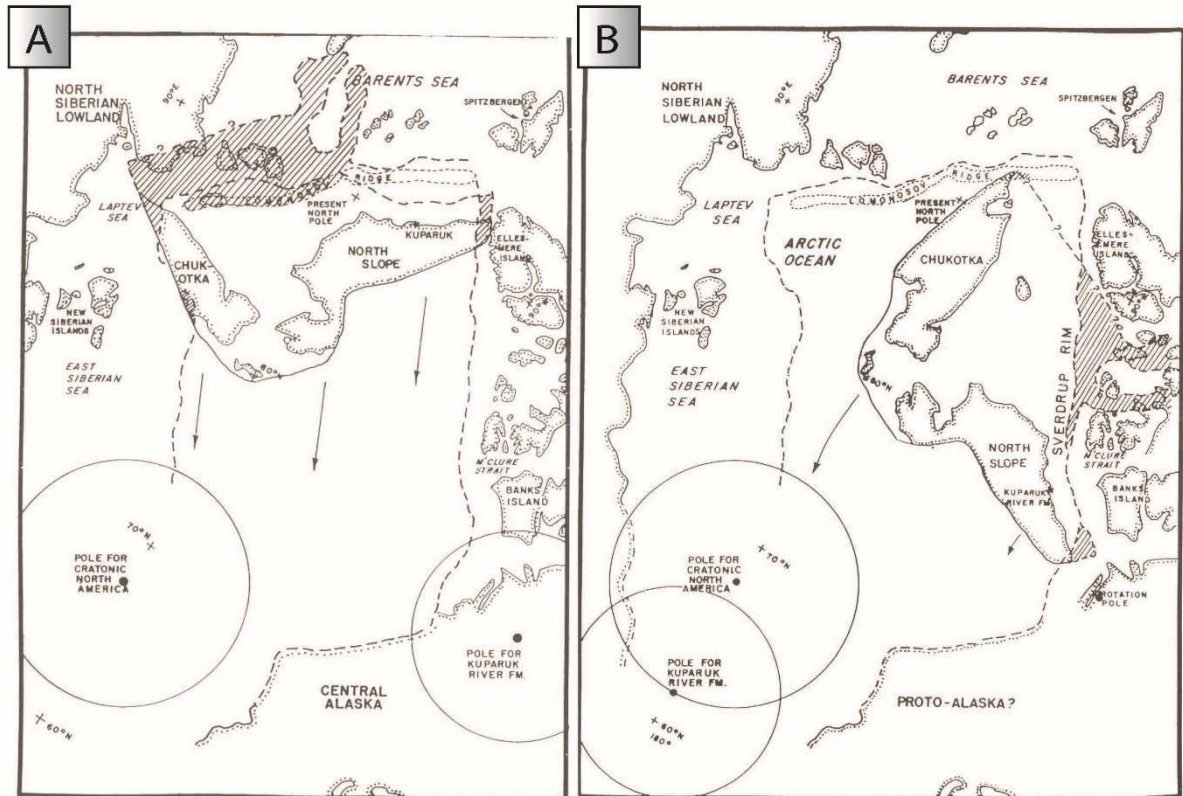 A
NORTH
SIBERIAN
LOWLAND
90°E
BARENTS SEA
SPITZBERGEN
?
?
LAPTEV
SEA
LOMONOSOV
RIDGE
PRESENT
NORTH
POLE
KUPARUK
NORTH
SLOPE
ELLES-
MERE
ISLAND
CHUK-
OTKA
NEW
SIBERIAN
ISLANDS
80°N
EAST
SIBERIAN
SEA
M'CLURE
STRAIT
BANKS
ISLAND
70°N
POLE FOR
CRATONIC
NORTH
AMERICA
POLE FOR
KUPARUK
RIVER FM.
CENTRAL
ALASKA
60°N
B
NORTH
SIBERIAN
LOWLAND
90°E
BARENTS SEA
SPITZBERGEN
LAPTEV
SEA
LOMONOSOV
RIDGE
PRESENT
NORTH
POLE
ARCTIC
OCEAN
CHUKOTKA
?
ELLES-
MERE
ISLAND
NEW
SIBERIAN
ISLANDS
80°N
EAST
SIBERIAN
SEA
SVERDRUP RIM
NORTH
SLOPE
M'CLURE
STRAIT
KUPARUK
RIVER FM.
BANKS
ISLAND
70°N
POLE FOR
CRATONIC
NORTH
AMERICA
ROTATION
POLE
POLE FOR
KUPARUK
RIVER FM.
PROTO-ALASKA?
180°